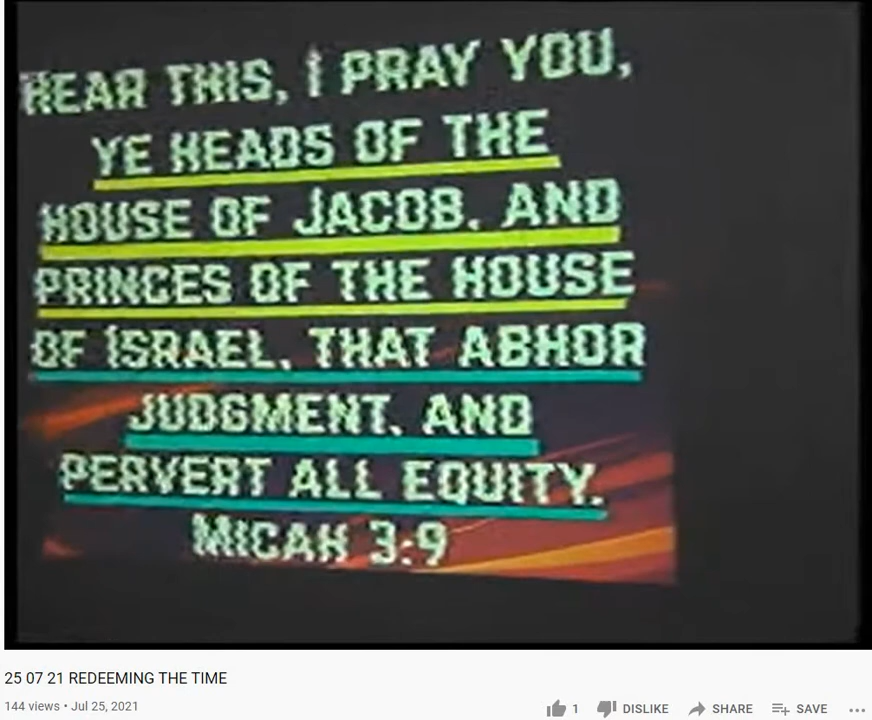 HEAR THIS, I PRAY YOU,
YE HEADS OF THE
HOUSE OF JACOB, AND
PRINCES OF THE HOUSE
OF ISRAEL, THAT ABHOR
JUDGMENT, AND
PERVERT ALL EQUITY.
MICAH 3:9
25 07 21 REDEEMING THE TIME
144 views • Jul 25, 2021
1 DISLIKE SHARE SAVE